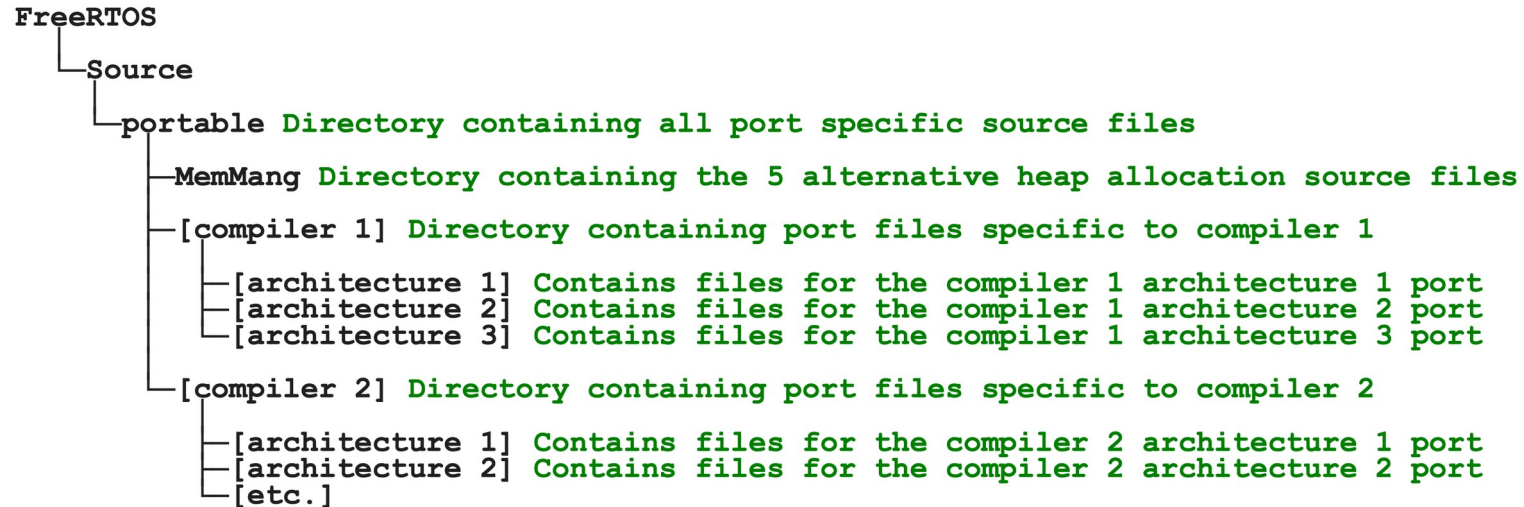 FreeRTOS
Source
portable Directory containing all port specific source files
MemMang Directory containing the 5 alternative heap allocation source files
[compiler 1] Directory containing port files specific to compiler 1
[architecture 1] Contains files for the compiler 1 architecture 1 port
[architecture 2] Contains files for the compiler 1 architecture 2 port
[architecture 3] Contains files for the compiler 1 architecture 3 port
[compiler 2] Directory containing port files specific to compiler 2
[architecture 1] Contains files for the compiler 2 architecture 1 port
[architecture 2] Contains files for the compiler 2 architecture 2 port
[etc.]